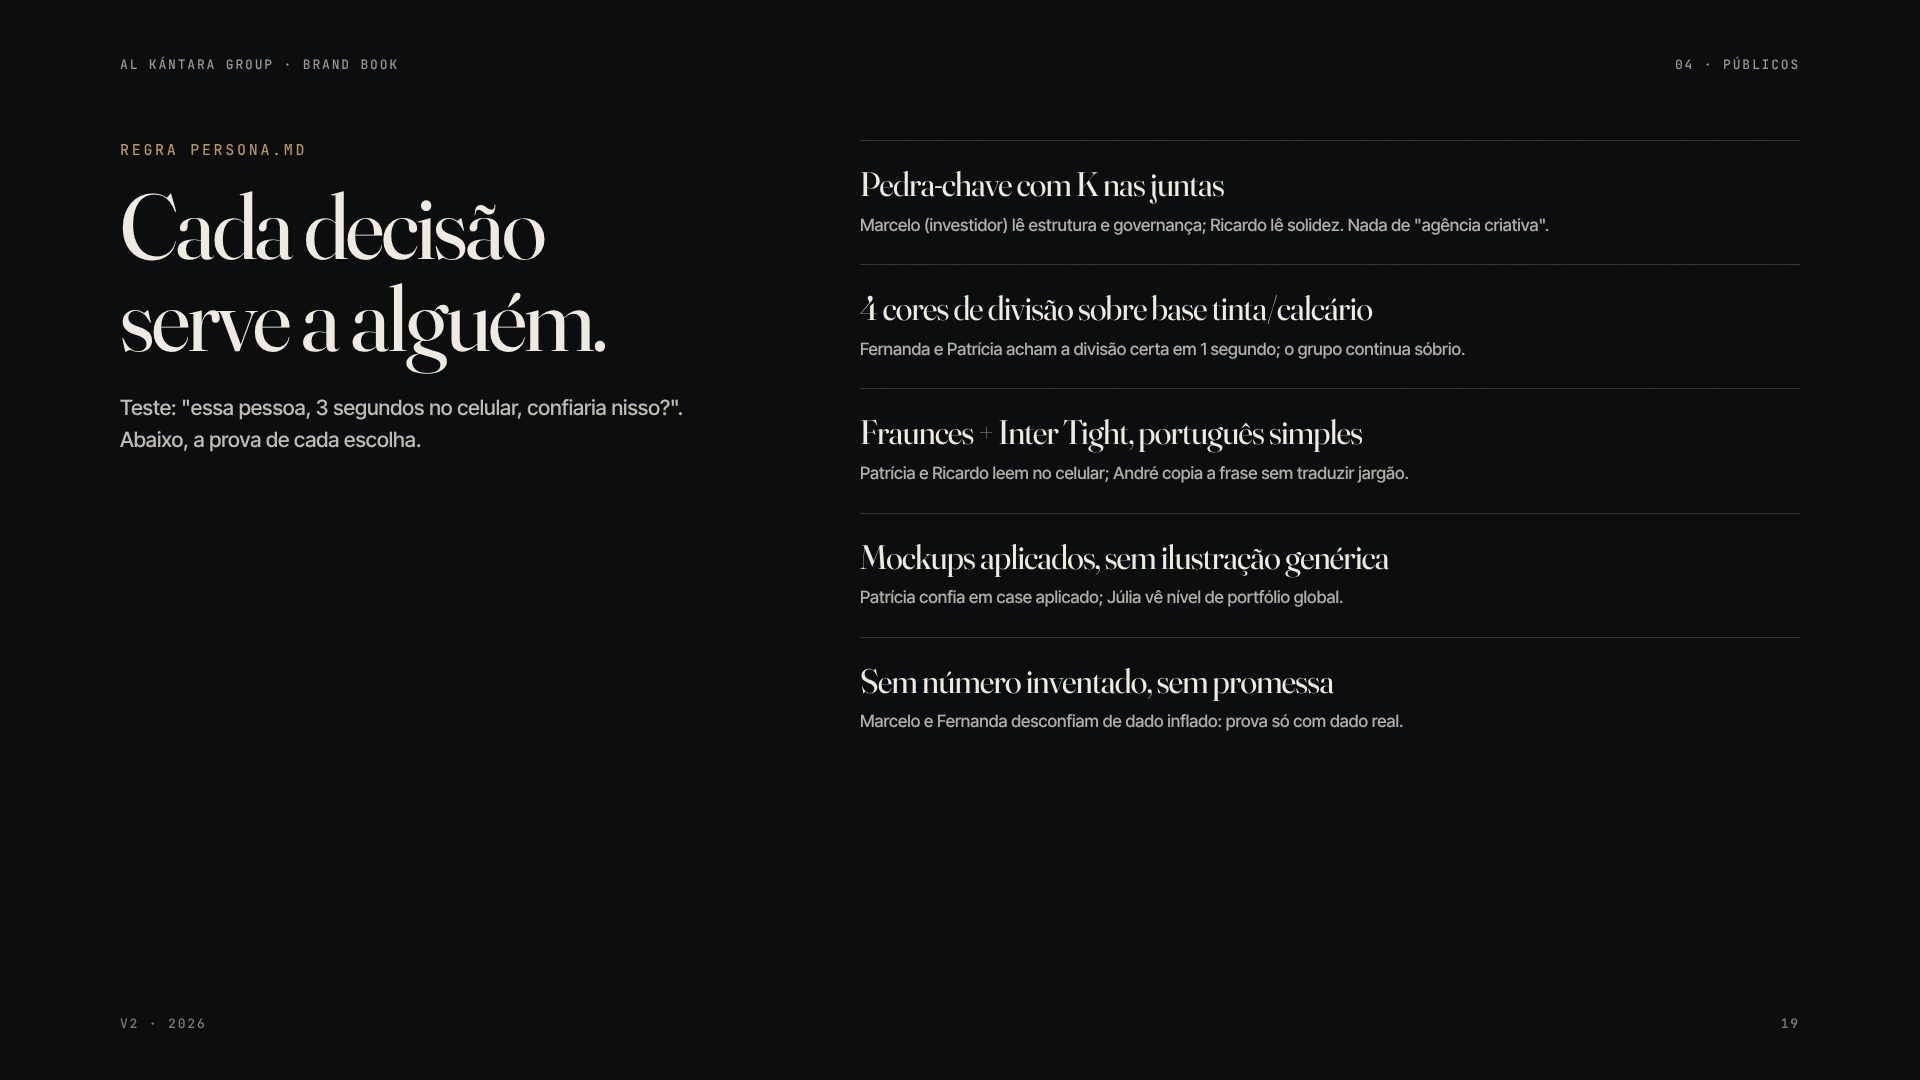 AL KÁNTARA GROUP · BRAND BOOK
04 · PÚBLICOS
REGRA PERSONA.MD
Cada decisão
serve a alguém.
Teste: "essa pessoa, 3 segundos no celular, confiaria nisso?".
Abaixo, a prova de cada escolha.
Pedra-chave com K nas juntas
Marcelo (investidor) lê estrutura e governança; Ricardo lê solidez. Nada de "agência criativa".
4 cores de divisão sobre base tinta/calcário
Fernanda e Patrícia acham a divisão certa em 1 segundo; o grupo continua sóbrio.
Fraunces + Inter Tight, português simples
Patrícia e Ricardo leem no celular; André copia a frase sem traduzir jargão.
Mockups aplicados, sem ilustração genérica
Patrícia confia em case aplicado; Júlia vê nível de portfólio global.
Sem número inventado, sem promessa
Marcelo e Fernanda desconfiam de dado inflado: prova só com dado real.
V2 · 2026
19